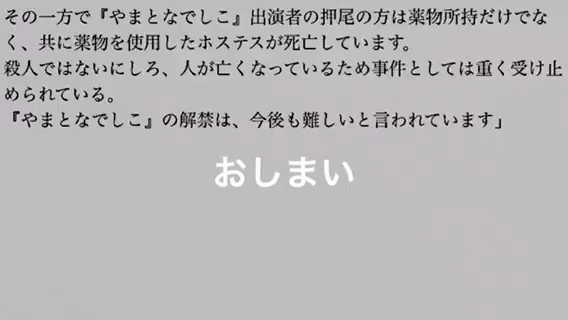 その一方で『やまとなでしこ』出演者の押尾の方は薬物所持だけでな
く、共に薬物を使用したホステスが死亡しています。
殺人ではないにしろ、人が亡くなっているため事件としては重く受け止
められている。
『やまとなでしこ』の解禁は、今後も難しいと言われています」
おしまい